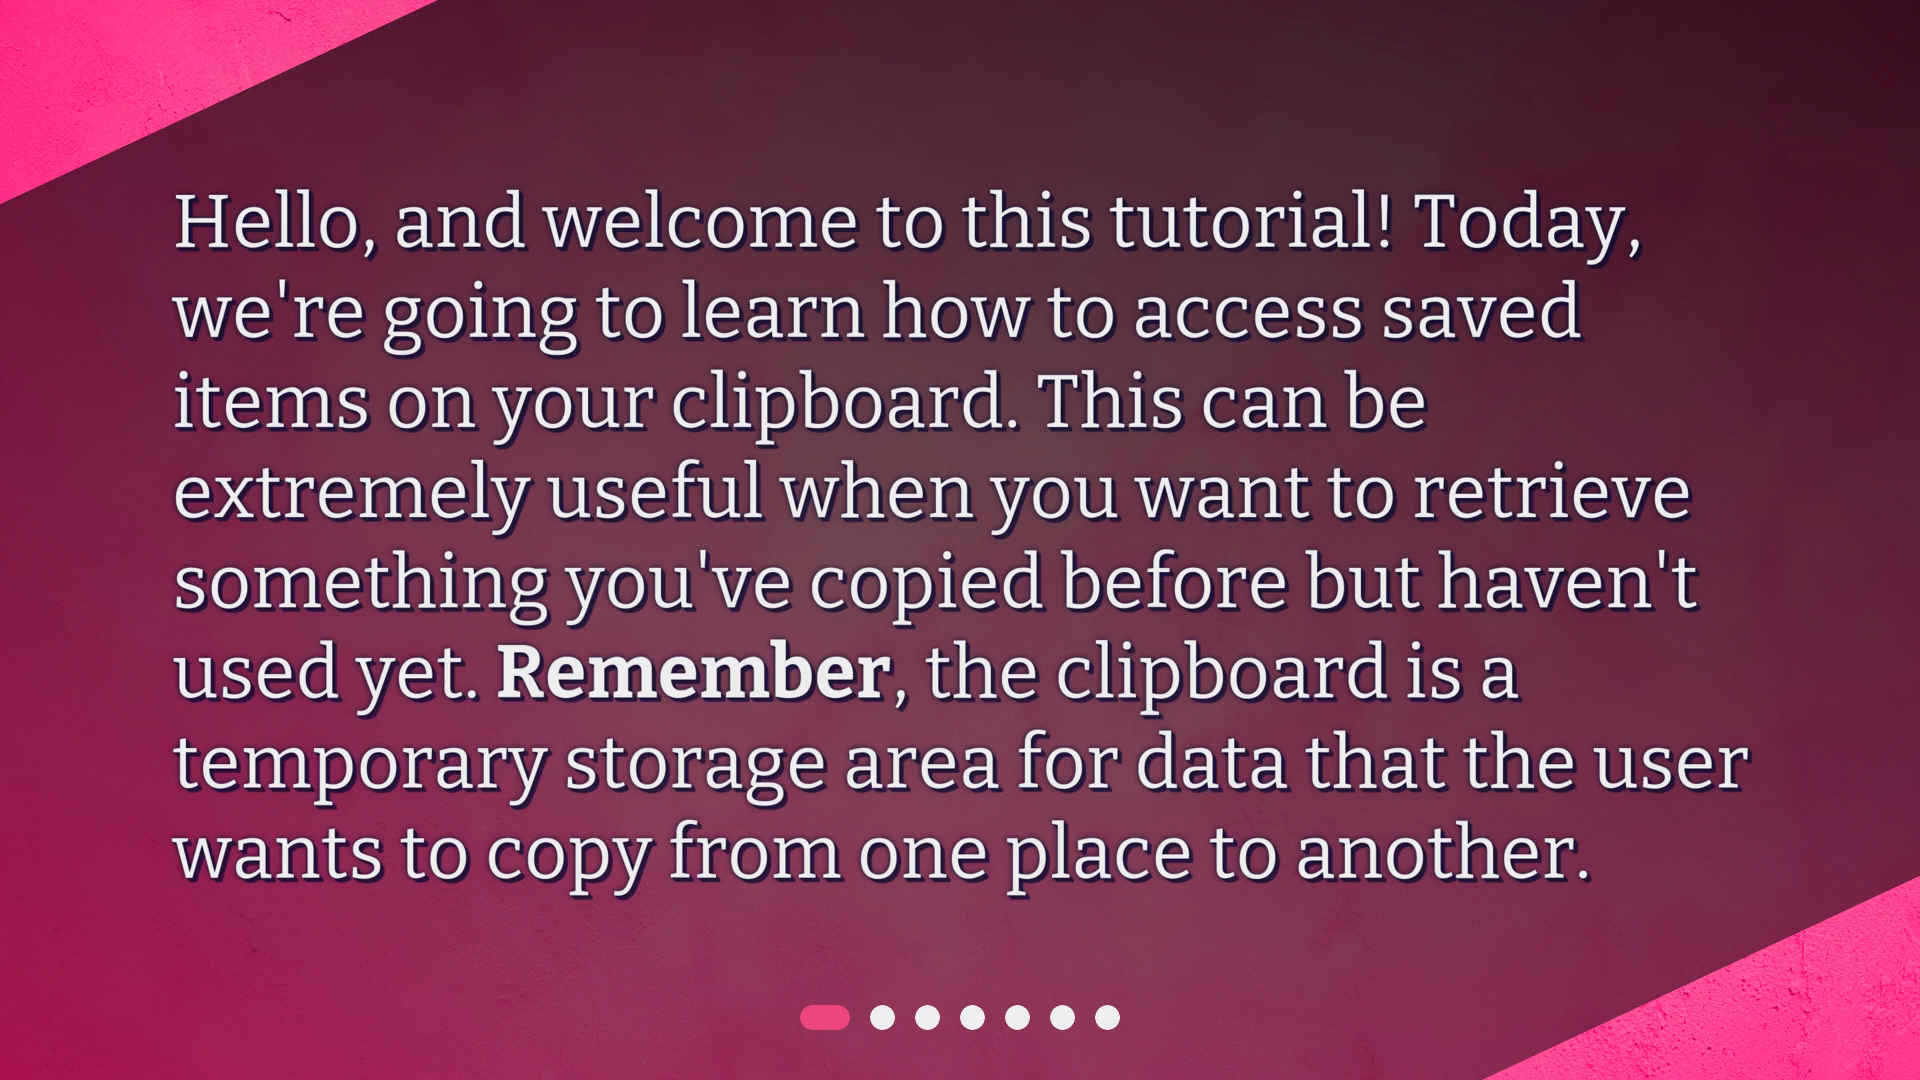 Hello, and welcome to this tutorial! Today,
we're going to learn how to access saved
items on your clipboard. This can be
extremely useful when you want to retrieve
something you've copied before but haven't
used yet. Remember, the clipboard is a
temporary storage area for data that the user
wants to copy from one place to another.